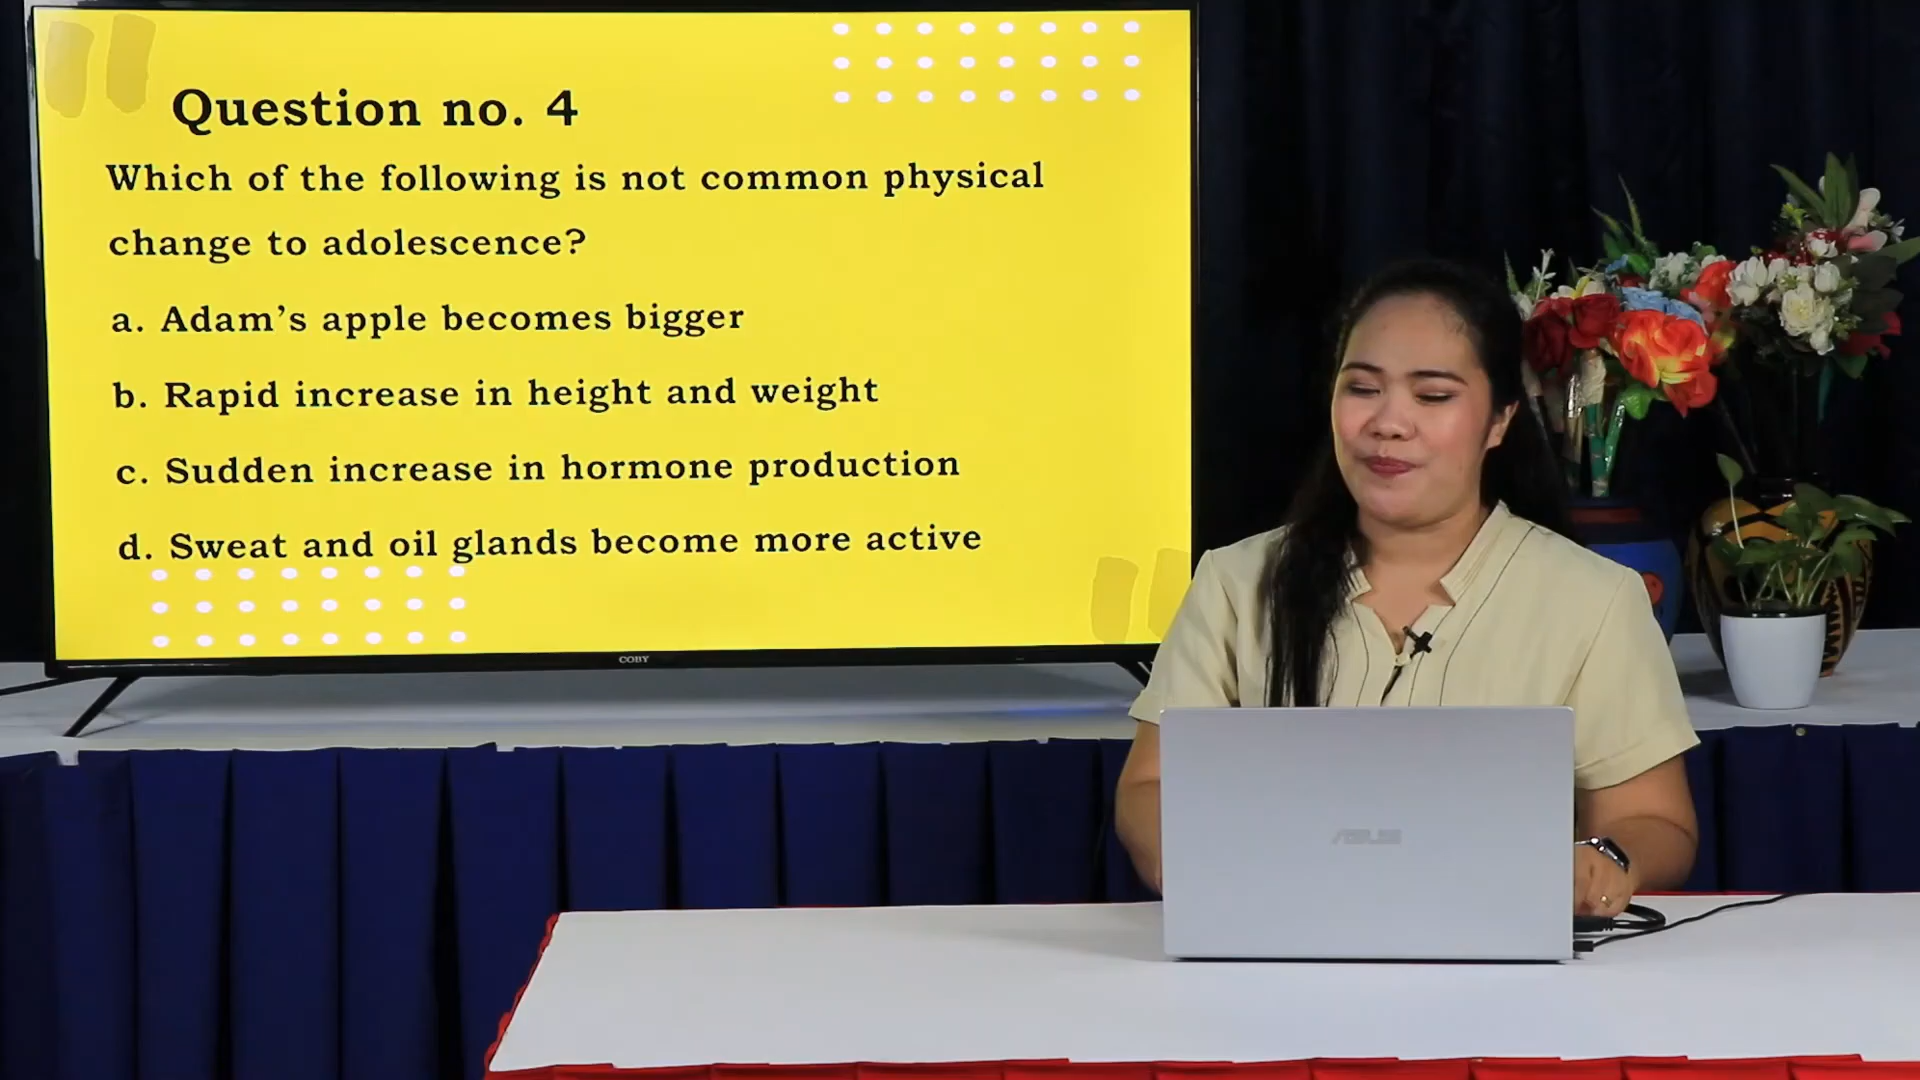 Question no. 4
Which of the following is not common physical
change to adolescence?
a. Adam's apple becomes bigger
b. Rapid increase in height and weight
c. Sudden increase in hormone production
d. Sweat and oil glands become more active
COBY
ASUS